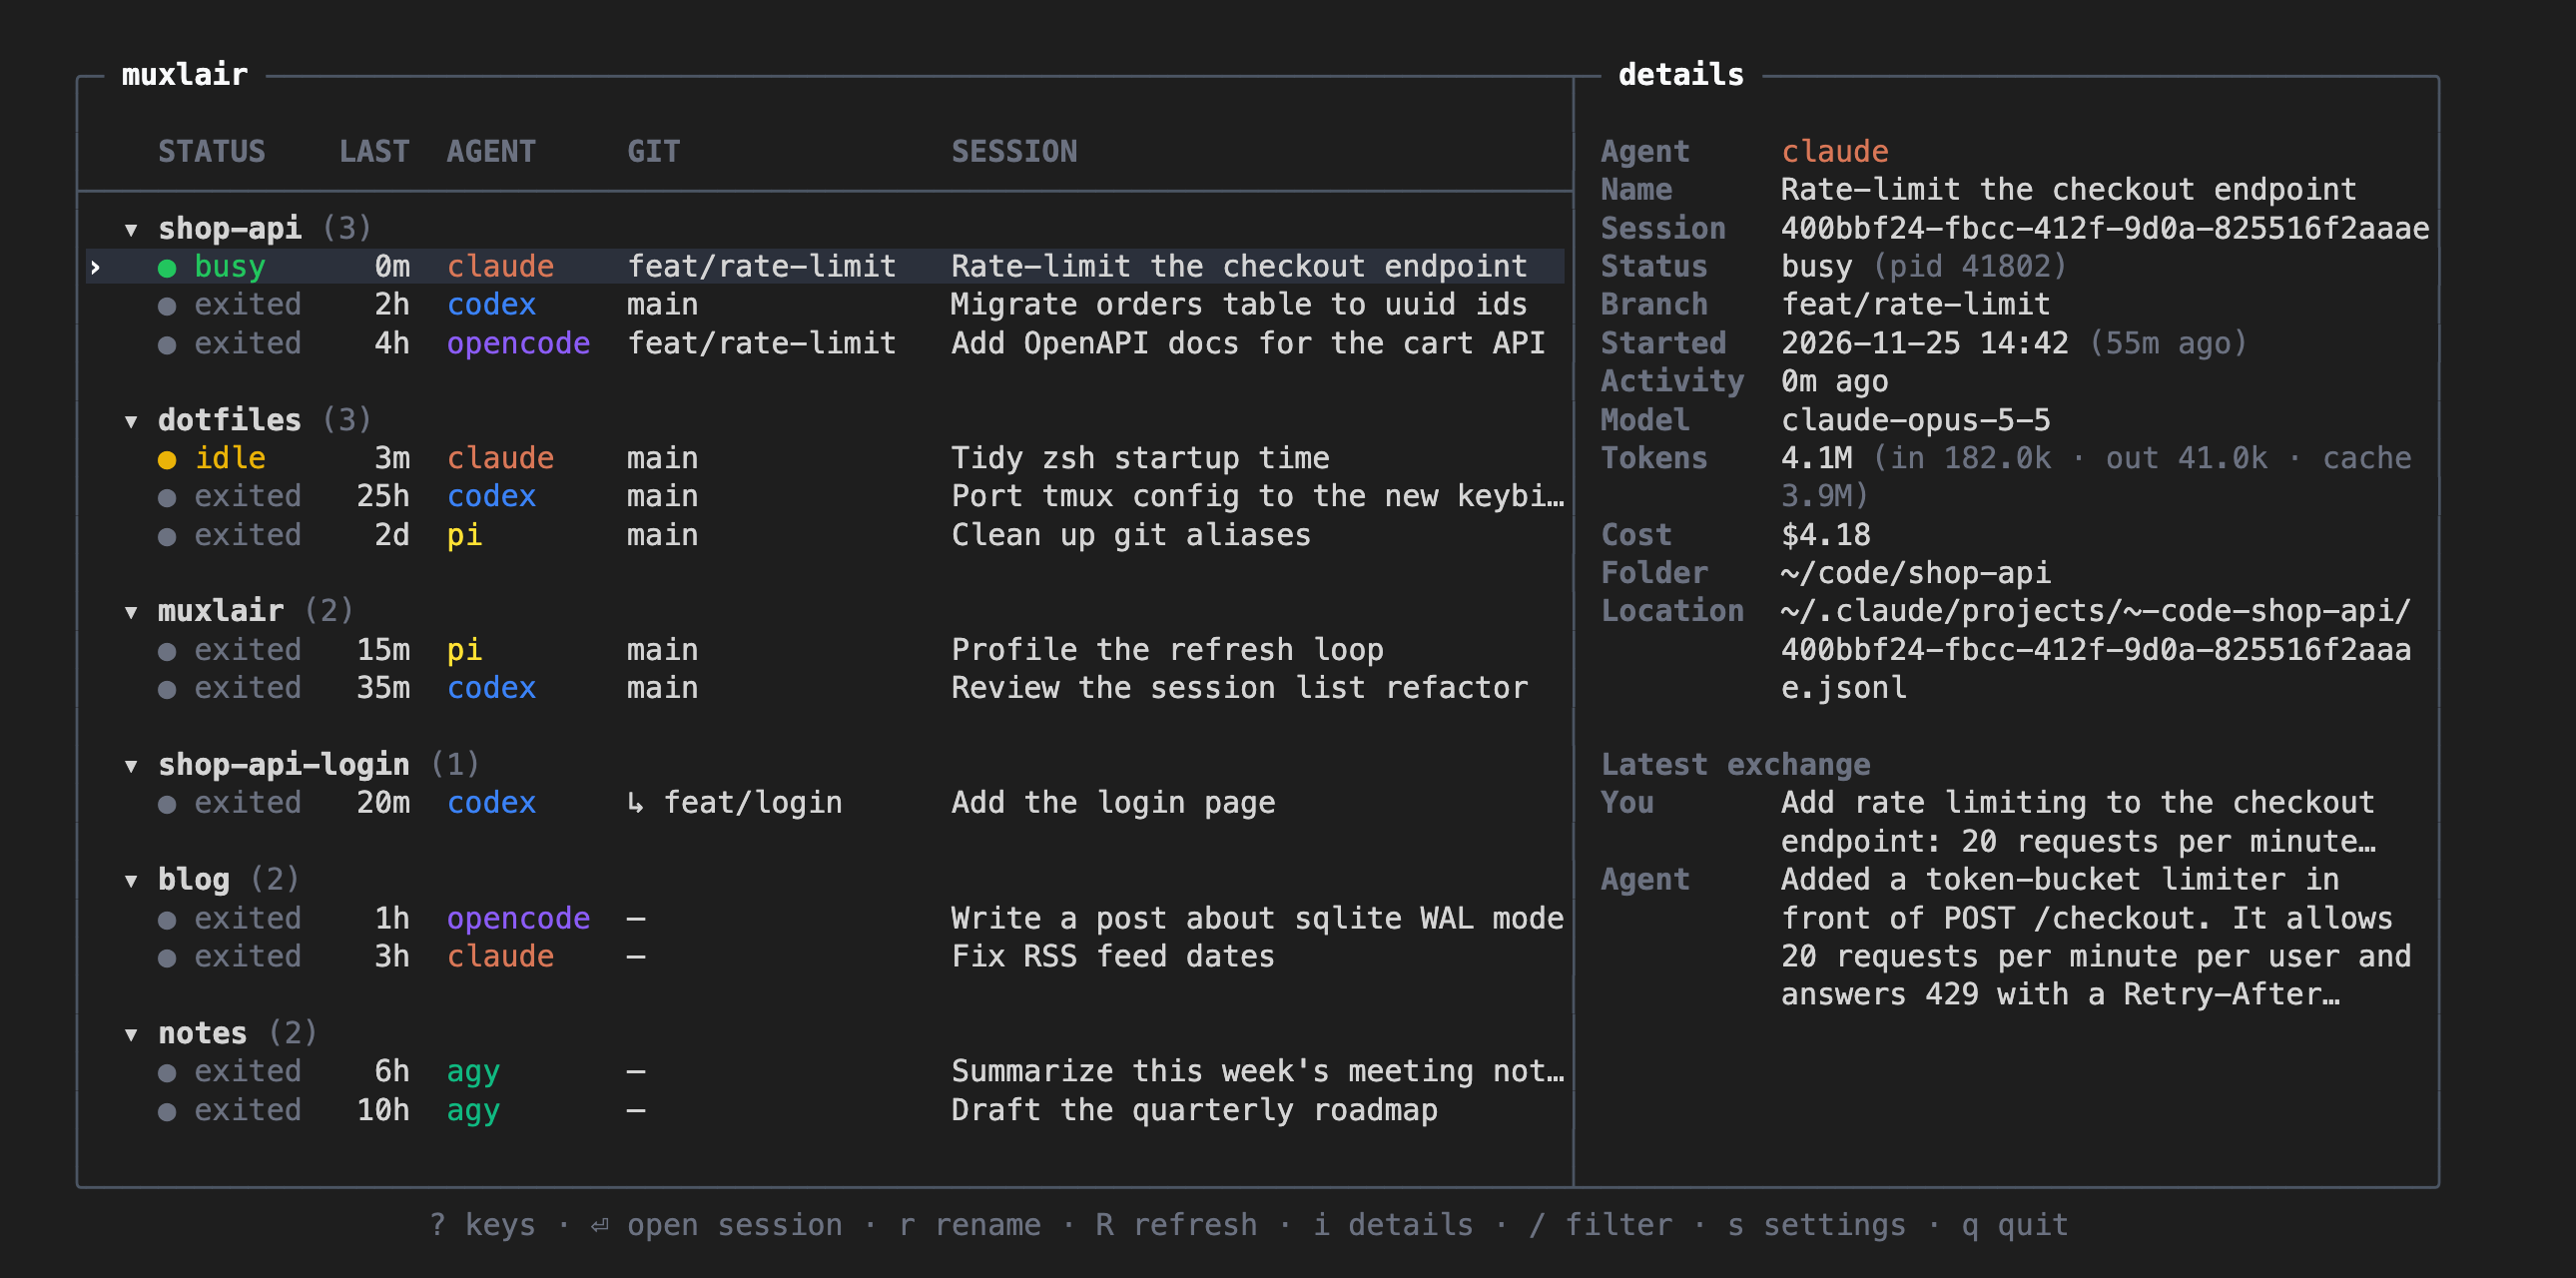 muxlair
STATUS LAST AGENT GIT SESSION
▼ shop-api (3)
› ● busy 0m claude feat/rate-limit Rate-limit the checkout endpoint
● exited 2h codex main Migrate orders table to uuid ids
● exited 4h opencode feat/rate-limit Add OpenAPI docs for the cart API
▼ dotfiles (3)
● idle 3m claude main Tidy zsh startup time
● exited 25h codex main Port tmux config to the new keybi…
● exited 2d pi main Clean up git aliases
▼ muxlair (2)
● exited 15m pi main Profile the refresh loop
● exited 35m codex main Review the session list refactor
▼ shop-api-login (1)
● exited 20m codex ↳ feat/login Add the login page
▼ blog (2)
● exited 1h opencode – Write a post about sqlite WAL mode
● exited 3h claude – Fix RSS feed dates
▼ notes (2)
● exited 6h agy – Summarize this week's meeting not…
● exited 10h agy – Draft the quarterly roadmap
details
Agent claude
Name Rate-limit the checkout endpoint
Session 400bbf24-fbcc-412f-9d0a-825516f2aaae
Status busy (pid 41802)
Branch feat/rate-limit
Started 2026-11-25 14:42 (55m ago)
Activity 0m ago
Model claude-opus-5-5
Tokens 4.1M (in 182.0k · out 41.0k · cache
3.9M)
Cost $4.18
Folder ~/code/shop-api
Location ~/.claude/projects/~-code-shop-api/
400bbf24-fbcc-412f-9d0a-825516f2aaa
e.jsonl
Latest exchange
You Add rate limiting to the checkout
endpoint: 20 requests per minute…
Agent Added a token-bucket limiter in
front of POST /checkout. It allows
20 requests per minute per user and
answers 429 with a Retry-After…
? keys · ⏎ open session · r rename · R refresh · i details · / filter · s settings · q quit